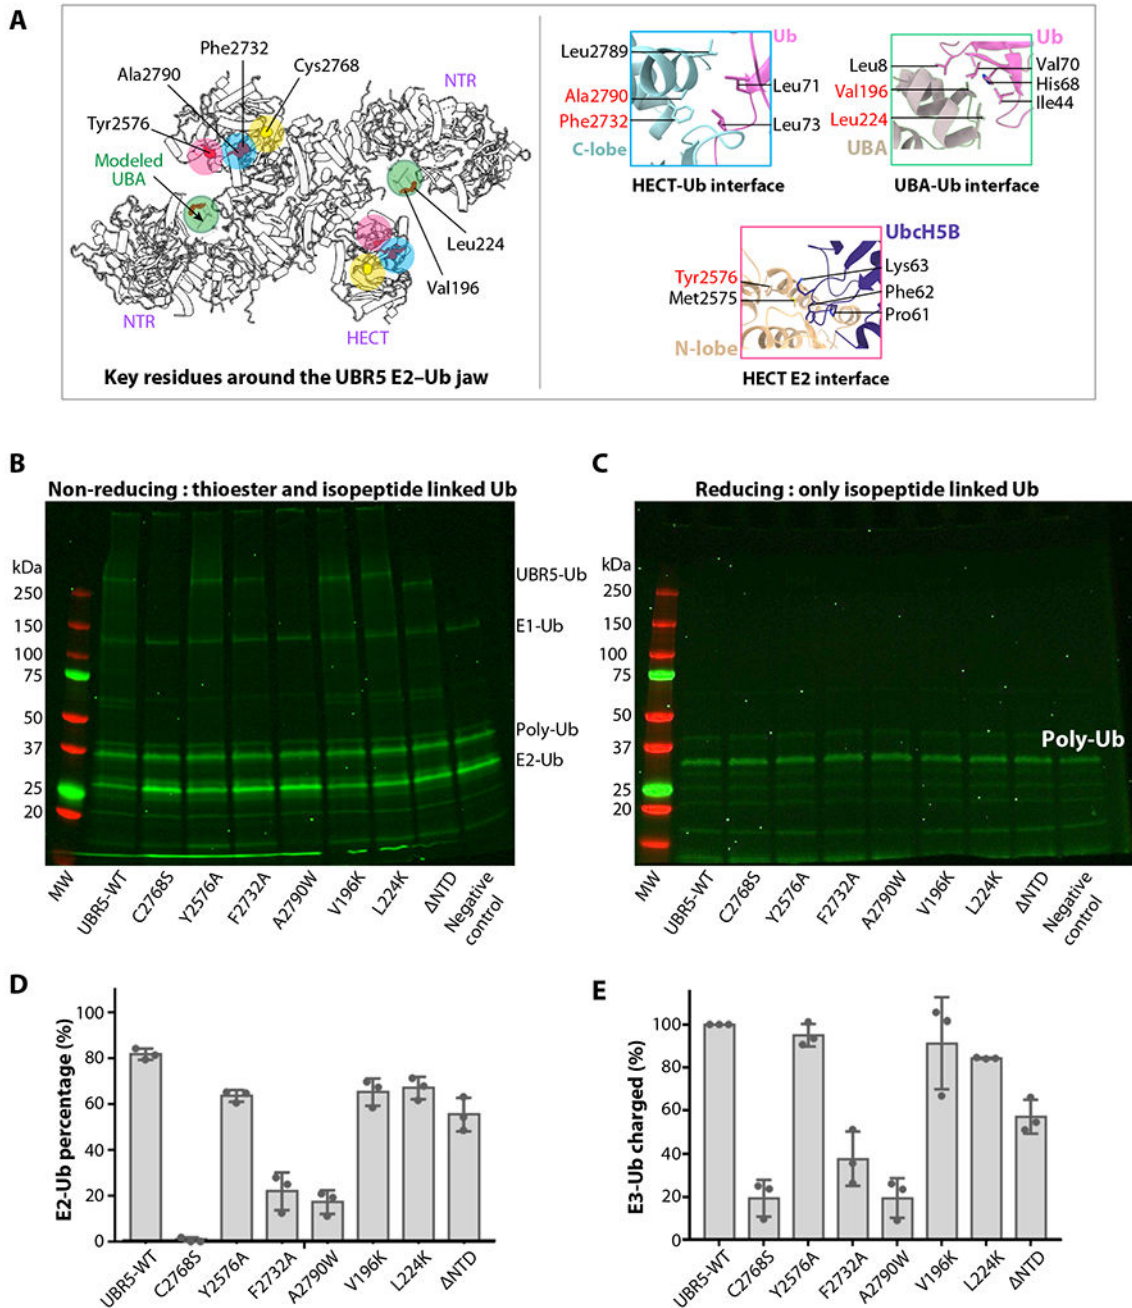 A
Phe2732
Ala2790
Cys2768
NTR
Tyr2576
Modeled
UBA
Leu224
Val196
NTR
HECT
Key residues around the UBR5 E2–Ub jaw
Ub
Leu2789
Ala2790
Leu71
Phe2732
Leu73
C-lobe
HECT-Ub interface
Ub
Leu8
Val70
Val196
His68
Leu224
Ile44
UBA
UBA-Ub interface
UbcH5B
Tyr2576
Lys63
Met2575
Phe62
Pro61
N-lobe
HECT E2 interface
B
Non-reducing : thioester and isopeptide linked Ub
kDa
250
150
100
75
50
37
25
20
UBR5-Ub
E1-Ub
Poly-Ub
E2-Ub
MW
UBR5-WT
C2768S
Y2576A
F2732A
A2790W
V196K
L224K
ΔNTD
Negative
control
C
Reducing : only isopeptide linked Ub
kDa
250
150
100
75
50
37
25
20
Poly-Ub
MW
UBR5-WT
C2768S
Y2576A
F2732A
A2790W
V196K
L224K
ΔNTD
Negative
control
D
E2-Ub percentage (%)
100
80
60
40
20
0
UBR5-WT
C2768S
Y2576A
F2732A
A2790W
V196K
L224K
ΔNTD
E
E3-Ub charged (%)
100
80
60
40
20
0
UBR5-WT
C2768S
Y2576A
F2732A
A2790W
V196K
L224K
ΔNTD